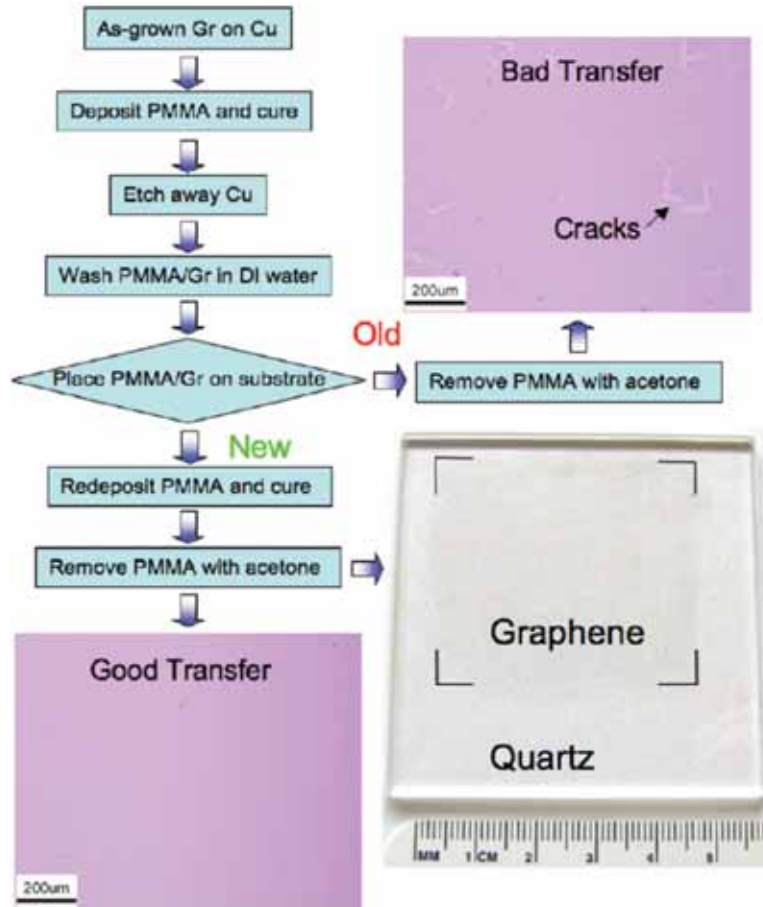 As-grown Gr on Cu
Deposit PMMA and cure
Etch away Cu
Wash PMMA/Gr in DI water
Place PMMA/Gr on substrate
Old
Remove PMMA with acetone
Bad Transfer
Cracks
200um
New
Redeposit PMMA and cure
Remove PMMA with acetone
Good Transfer
200um
Graphene
Quartz
MM 1 CM 2 3 4 5